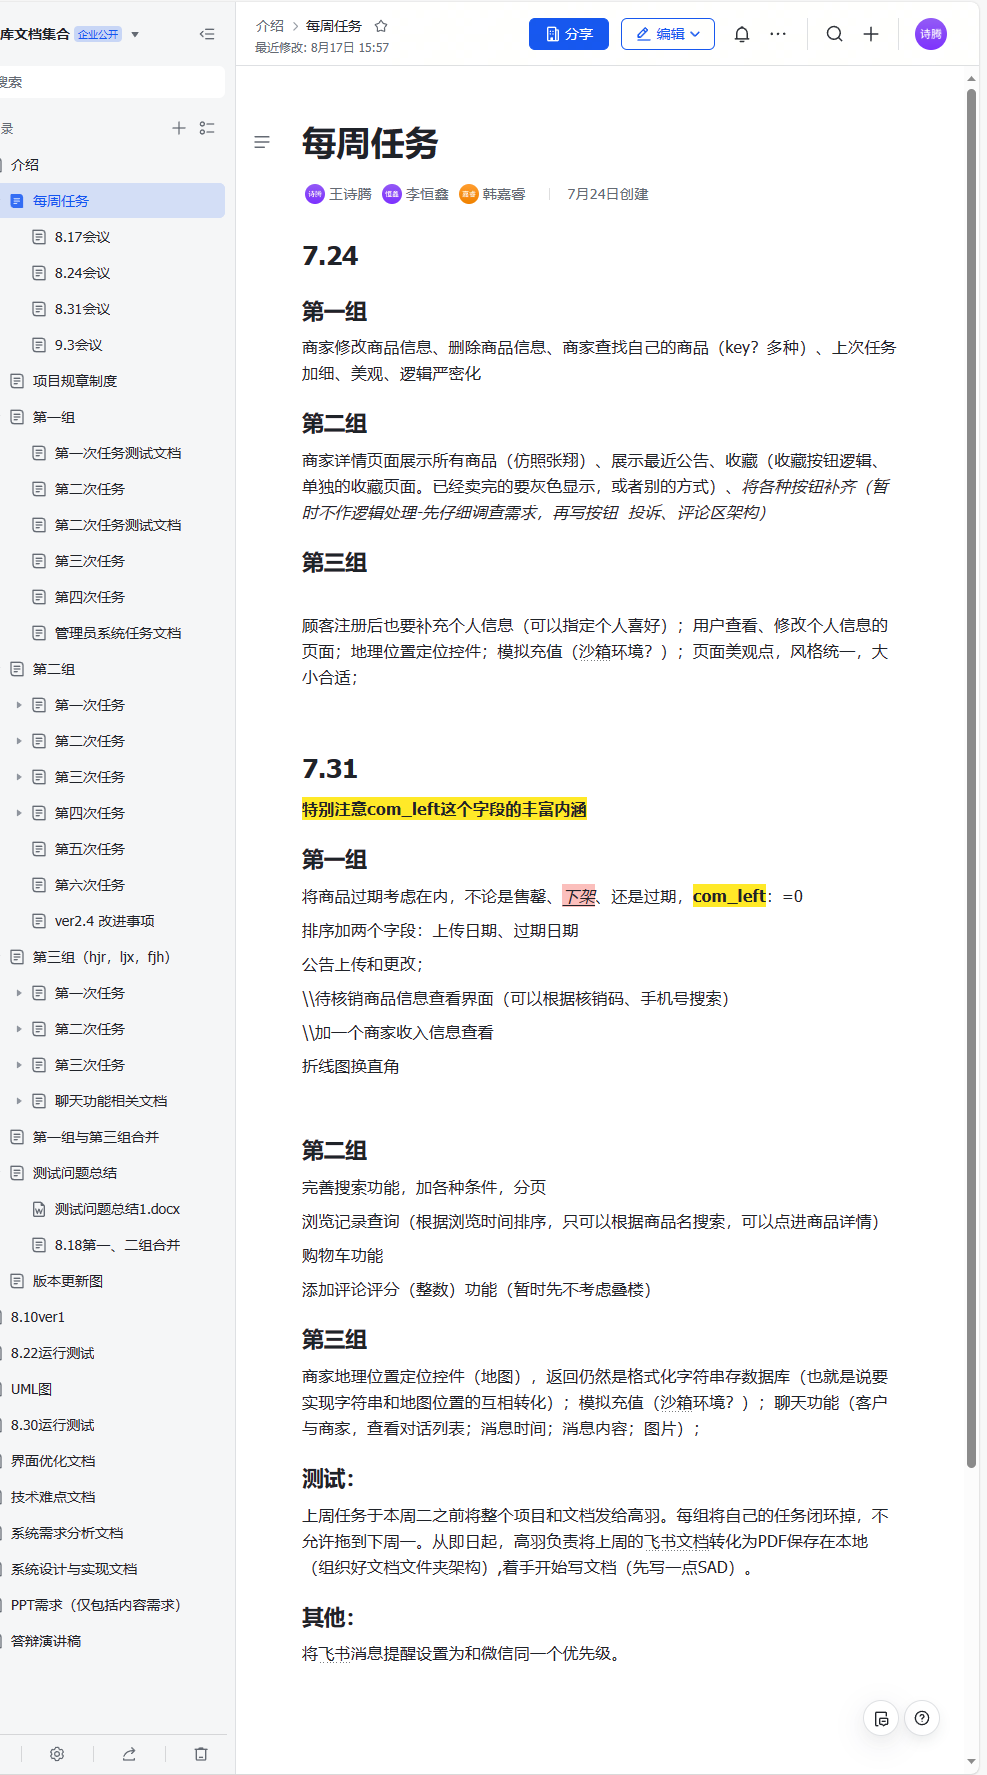 库文档集合 企业公开
搜索
录
介绍
每周任务
8.17会议
8.24会议
8.31会议
9.3会议
项目规章制度
第一组
第一次任务测试文档
第二次任务
第二次任务测试文档
第三次任务
第四次任务
管理员系统任务文档
第二组
第一次任务
第二次任务
第三次任务
第四次任务
第五次任务
第六次任务
ver2.4 改进事项
第三组（hjr，ljx，fjh）
第一次任务
第二次任务
第三次任务
聊天功能相关文档
第一组与第三组合并
测试问题总结
测试问题总结1.docx
8.18第一、二组合并
版本更新图
8.10ver1
8.22运行测试
UML图
8.30运行测试
界面优化文档
技术难点文档
系统需求分析文档
系统设计与实现文档
PPT需求（仅包括内容需求）
答辩演讲稿
介绍 > 每周任务
最近修改: 8月17日 15:57
分享
编辑
诗腾
每周任务
诗腾 王诗腾 恒鑫 李恒鑫 嘉睿 韩嘉睿 7月24日创建
7.24
第一组
商家修改商品信息、删除商品信息、商家查找自己的商品（key？多种）、上次任务
加细、美观、逻辑严密化
第二组
商家详情页面展示所有商品（仿照张翔）、展示最近公告、收藏（收藏按钮逻辑、
单独的收藏页面。已经卖完的要灰色显示，或者别的方式）、将各种按钮补齐（暂
时不作逻辑处理-先仔细调查需求，再写按钮 投诉、评论区架构）
第三组
顾客注册后也要补充个人信息（可以指定个人喜好）；用户查看、修改个人信息的
页面；地理位置定位控件；模拟充值（沙箱环境？）；页面美观点，风格统一，大
小合适；
7.31
特别注意com_left这个字段的丰富内涵
第一组
将商品过期考虑在内，不论是售罄、下架、还是过期，com_left：=0
排序加两个字段：上传日期、过期日期
公告上传和更改；
\\待核销商品信息查看界面（可以根据核销码、手机号搜索）
\\加一个商家收入信息查看
折线图换直角
第二组
完善搜索功能，加各种条件，分页
浏览记录查询（根据浏览时间排序，只可以根据商品名搜索，可以点进商品详情）
购物车功能
添加评论评分（整数）功能（暂时先不考虑叠楼）
第三组
商家地理位置定位控件（地图），返回仍然是格式化字符串存数据库（也就是说要
实现字符串和地图位置的互相转化）；模拟充值（沙箱环境？）；聊天功能（客户
与商家，查看对话列表；消息时间；消息内容；图片）；
测试：
上周任务于本周二之前将整个项目和文档发给高羽。每组将自己的任务闭环掉，不
允许拖到下周一。从即日起，高羽负责将上周的飞书文档转化为PDF保存在本地
（组织好文档文件夹架构）,着手开始写文档（先写一点SAD）。
其他：
将飞书消息提醒设置为和微信同一个优先级。